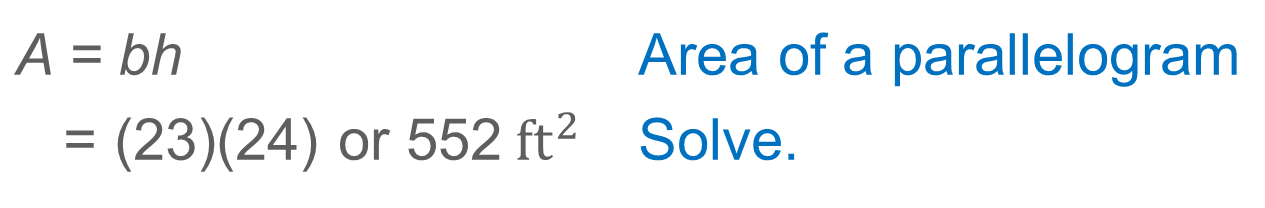 A = bh Area of a parallelogram
= (23)(24) or 552 ft² Solve.